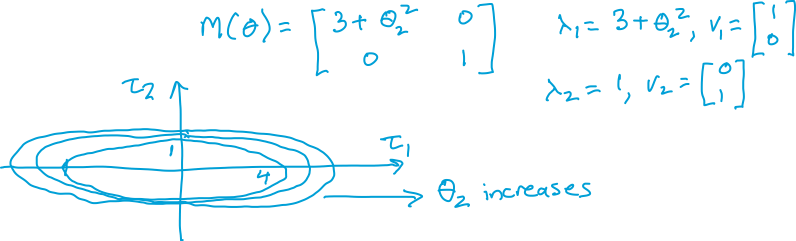 M(θ) = [3+θ₂² 0
0 1]
λ₁ = 3+θ₂², v₁ = [1
0]
λ₂ = 1, v₂ = [0
1]
τ₂
τ₁
1
4
θ₂ increases